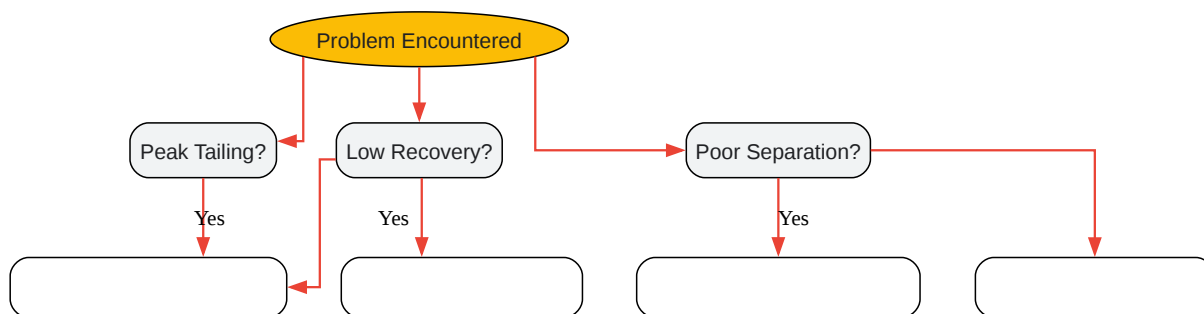 Problem Encountered
Peak Tailing?
Low Recovery?
Poor Separation?
Yes
Yes
Yes